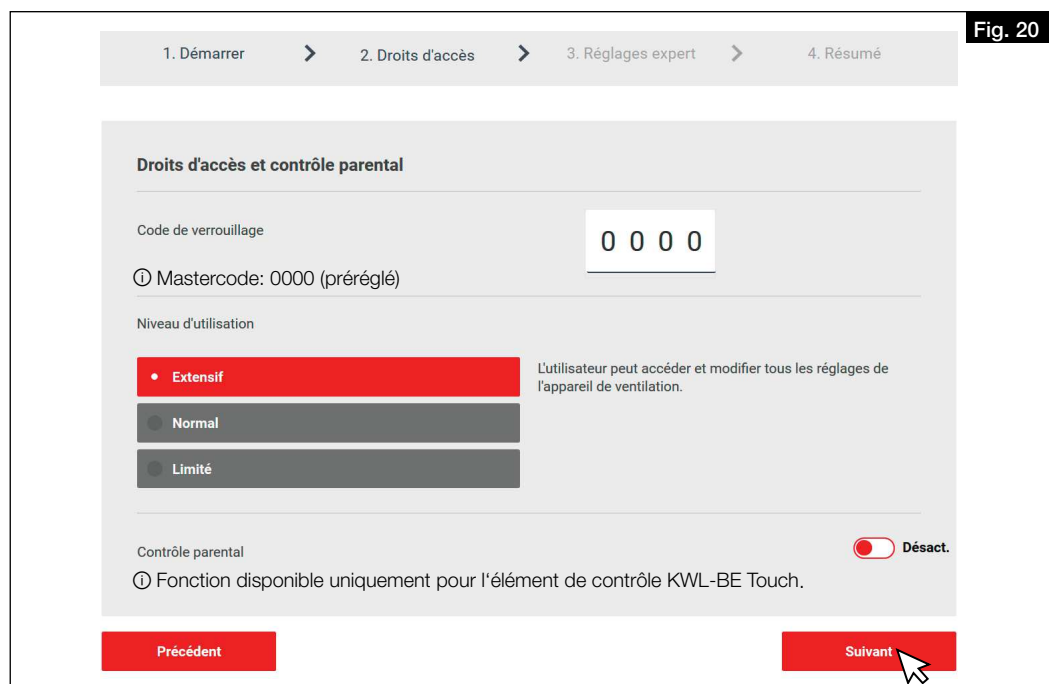 Fig. 20
1. Démarrer > 2. Droits d'accès > 3. Réglages expert > 4. Résumé
Droits d'accès et contrôle parental
Code de verrouillage
0 0 0 0
ⓘ Mastercode: 0000 (préréglé)
Niveau d'utilisation
Extensif
L'utilisateur peut accéder et modifier tous les réglages de
l'appareil de ventilation.
Normal
Limité
Contrôle parental
Désact.
ⓘ Fonction disponible uniquement pour l'élément de contrôle KWL-BE Touch.
Précédent
Suivant